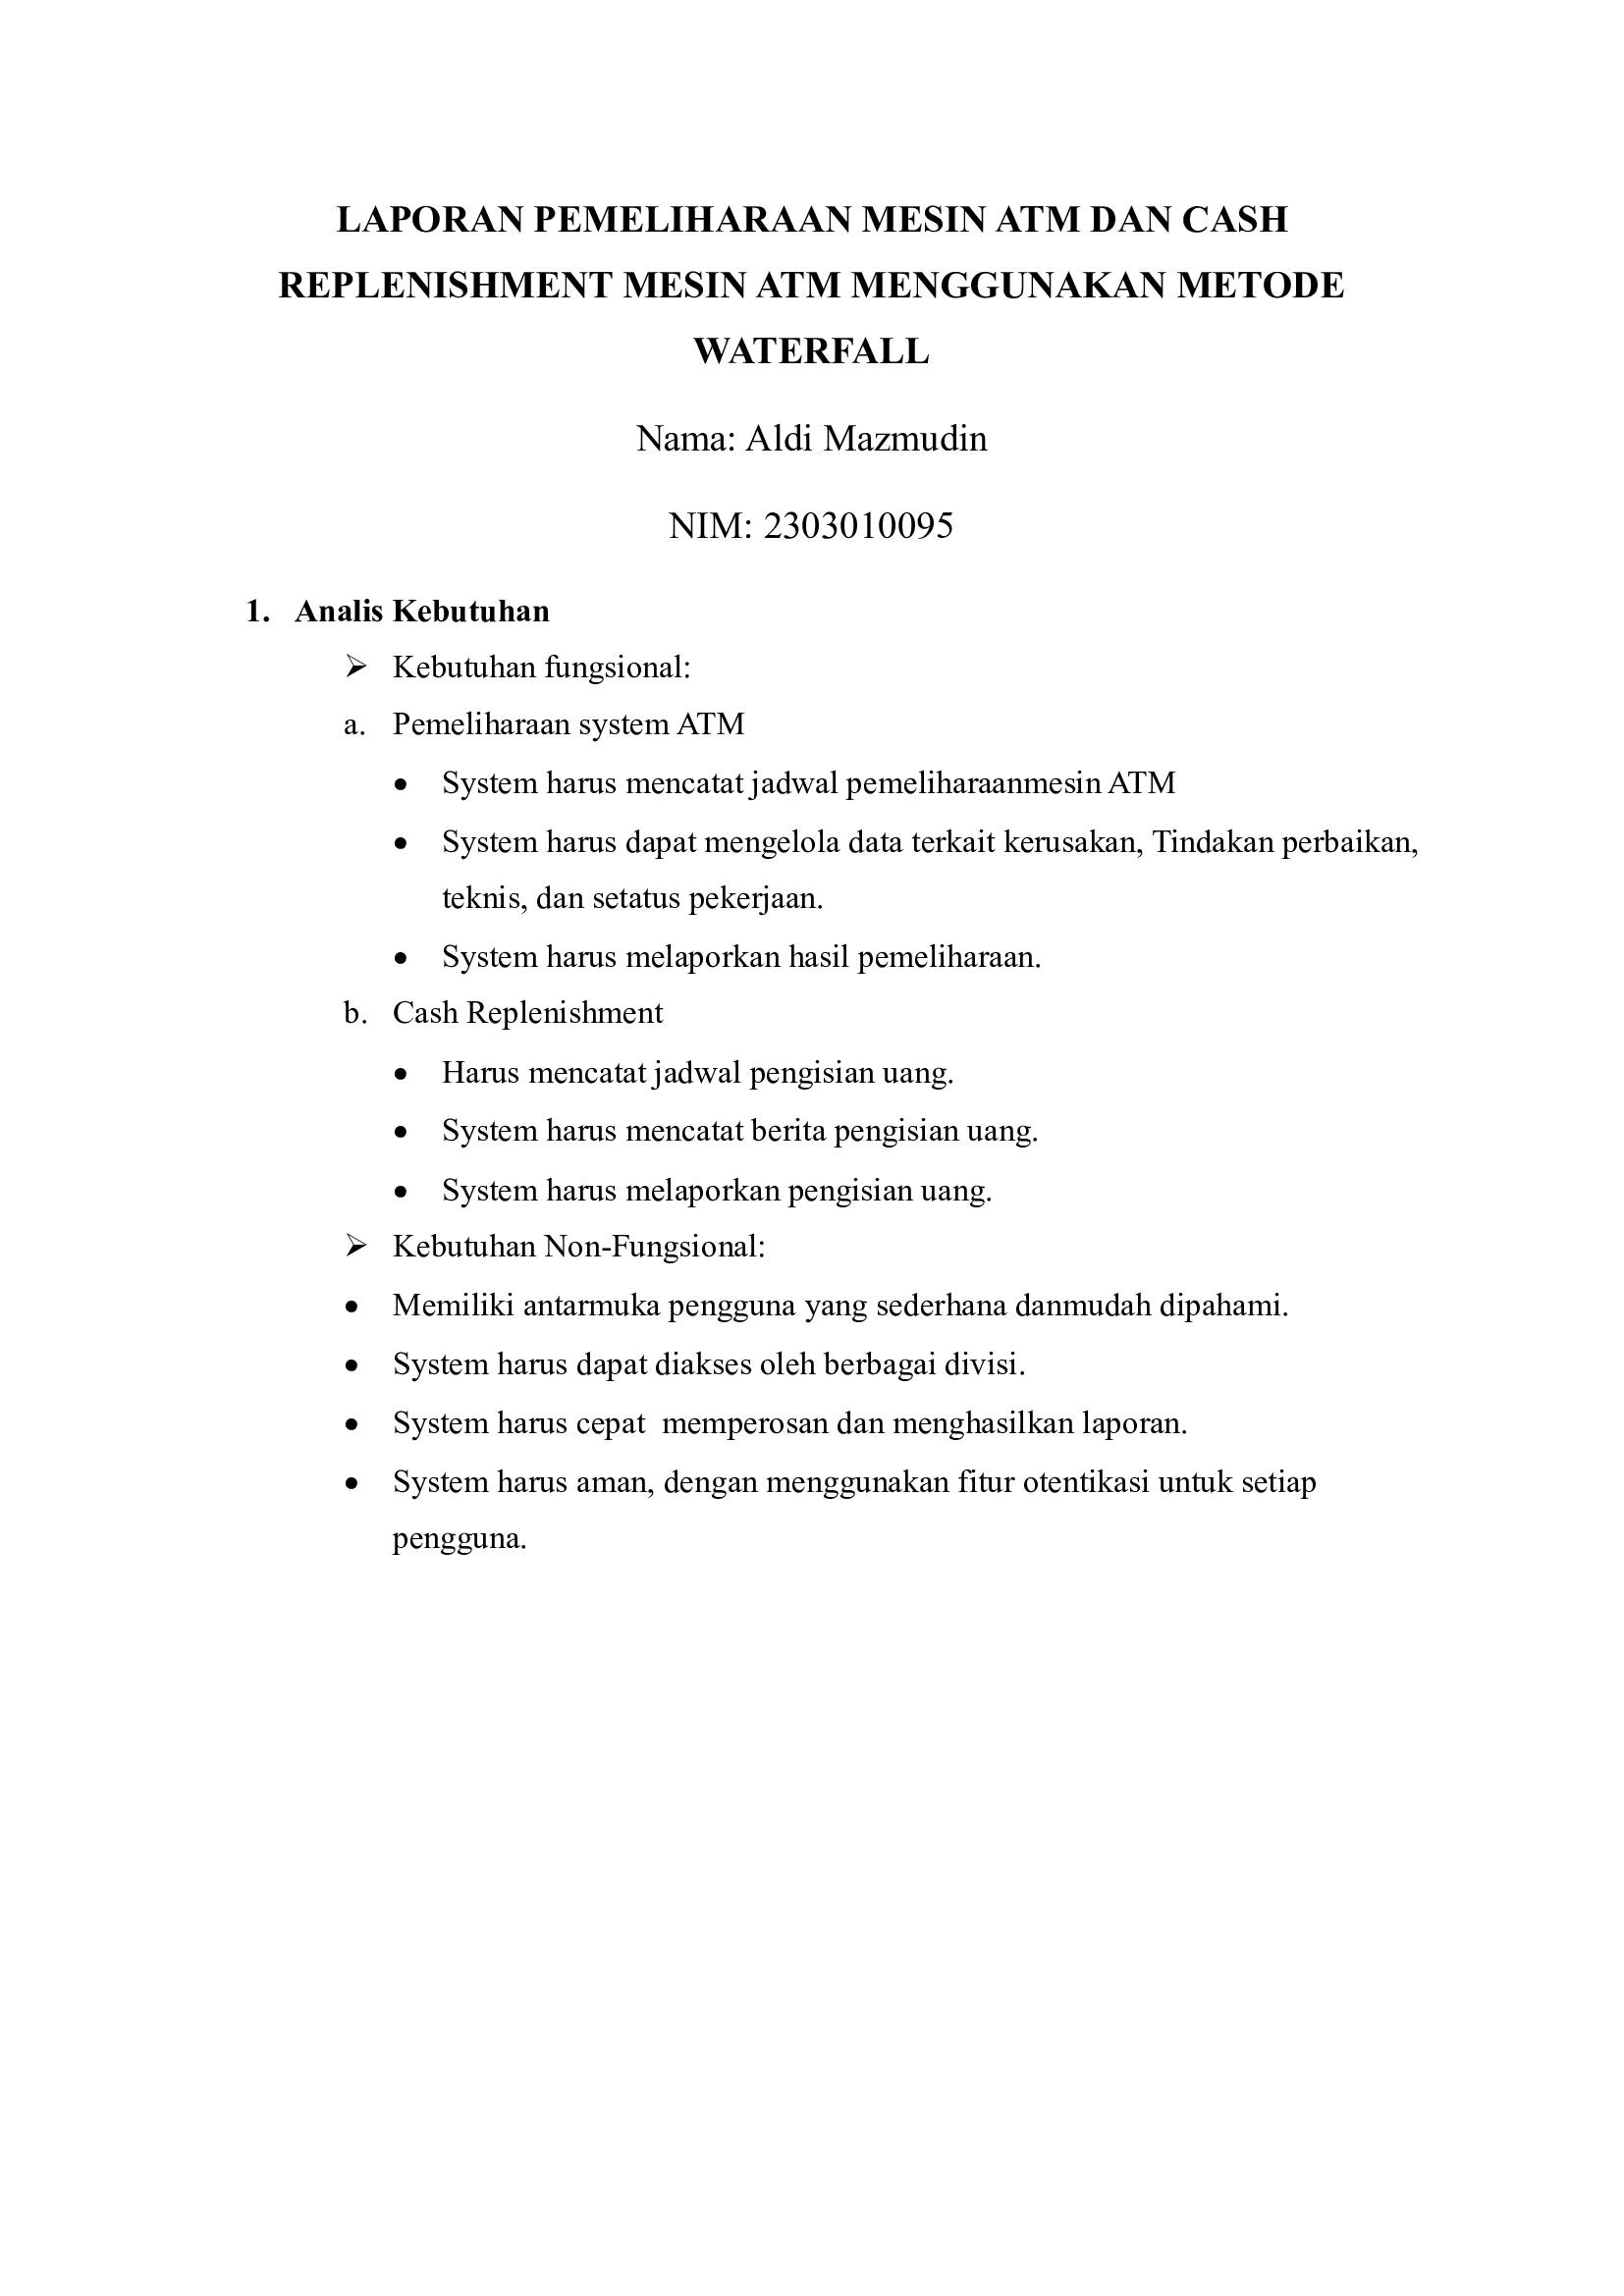 LAPORAN PEMELIHARAAN MESIN ATM DAN CASH
REPLENISHMENT MESIN ATM MENGGUNAKAN METODE
WATERFALL
Nama: Aldi Mazmudin
NIM: 2303010095
1. Analis Kebutuhan
➢ Kebutuhan fungsional:
a. Pemeliharaan system ATM
• System harus mencatat jadwal pemeliharaanmesin ATM
• System harus dapat mengelola data terkait kerusakan, Tindakan perbaikan,
teknis, dan setatus pekerjaan.
• System harus melaporkan hasil pemeliharaan.
b. Cash Replenishment
• Harus mencatat jadwal pengisian uang.
• System harus mencatat berita pengisian uang.
• System harus melaporkan pengisian uang.
➢ Kebutuhan Non-Fungsional:
• Memiliki antarmuka pengguna yang sederhana danmudah dipahami.
• System harus dapat diakses oleh berbagai divisi.
• System harus cepat  memperosan dan menghasilkan laporan.
• System harus aman, dengan menggunakan fitur otentikasi untuk setiap
pengguna.